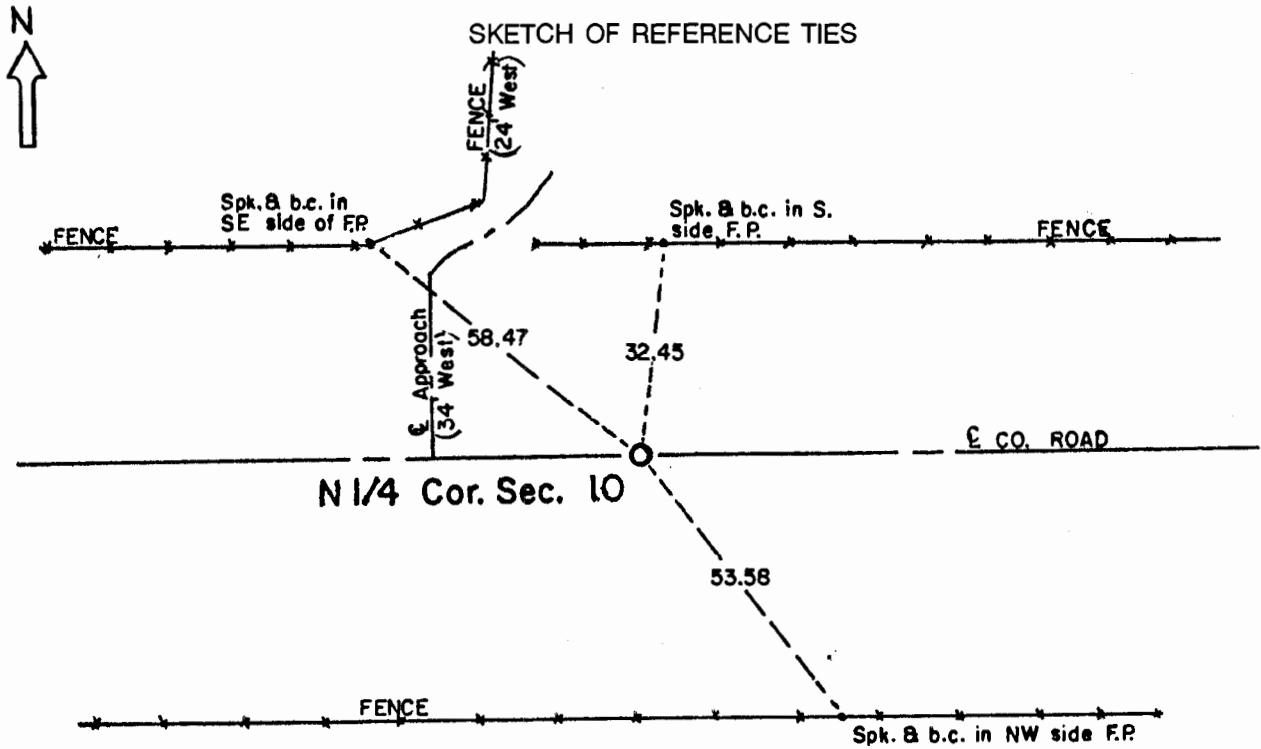 N
SKETCH OF REFERENCE TIES
FENCE
(24' West)
Spk. & b.c. in
SE side of F.P.
Spk. & b.c. in S.
side F.P.
FENCE
FENCE
58.47
32.45
℄ Approach
(34' West)
℄ CO. ROAD
N 1/4 Cor. Sec. 10
53.58
FENCE
Spk. & b.c. in NW side F.P.